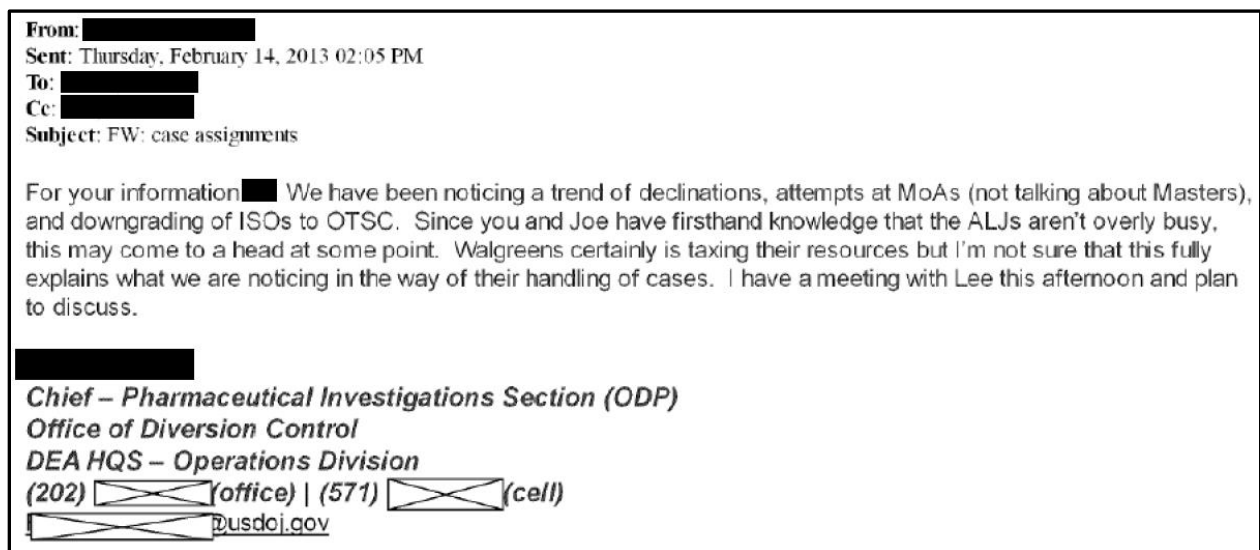 From:
Sent: Thursday, February 14, 2013 02:05 PM
To:
Cc:
Subject: FW: case assignments
For your information We have been noticing a trend of declinations, attempts at MoAs (not talking about Masters),
and downgrading of ISOs to OTSC. Since you and Joe have firsthand knowledge that the ALJs aren't overly busy,
this may come to a head at some point. Walgreens certainly is taxing their resources but I'm not sure that this fully
explains what we are noticing in the way of their handling of cases. I have a meeting with Lee this afternoon and plan
to discuss.
Chief – Pharmaceutical Investigations Section (ODP)
Office of Diversion Control
DEA HQS – Operations Division
(202) (office) | (571) (cell)
@usdoj.gov